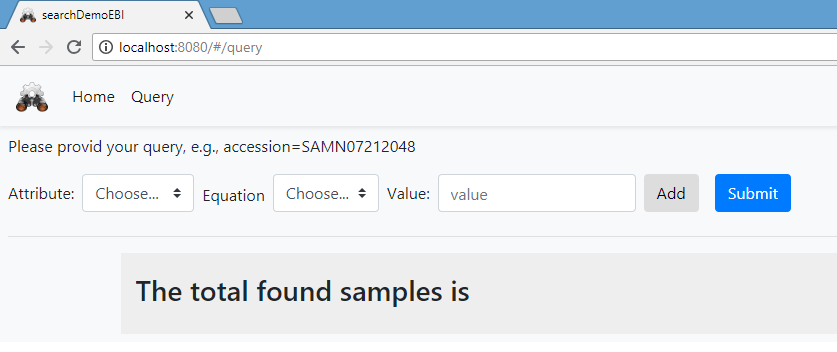 searchDemoEBI
localhost:8080/#/query
Home Query
Please provid your query, e.g., accession=SAMN07212048
Attribute: Choose... Equation Choose... Value: value Add Submit
The total found samples is